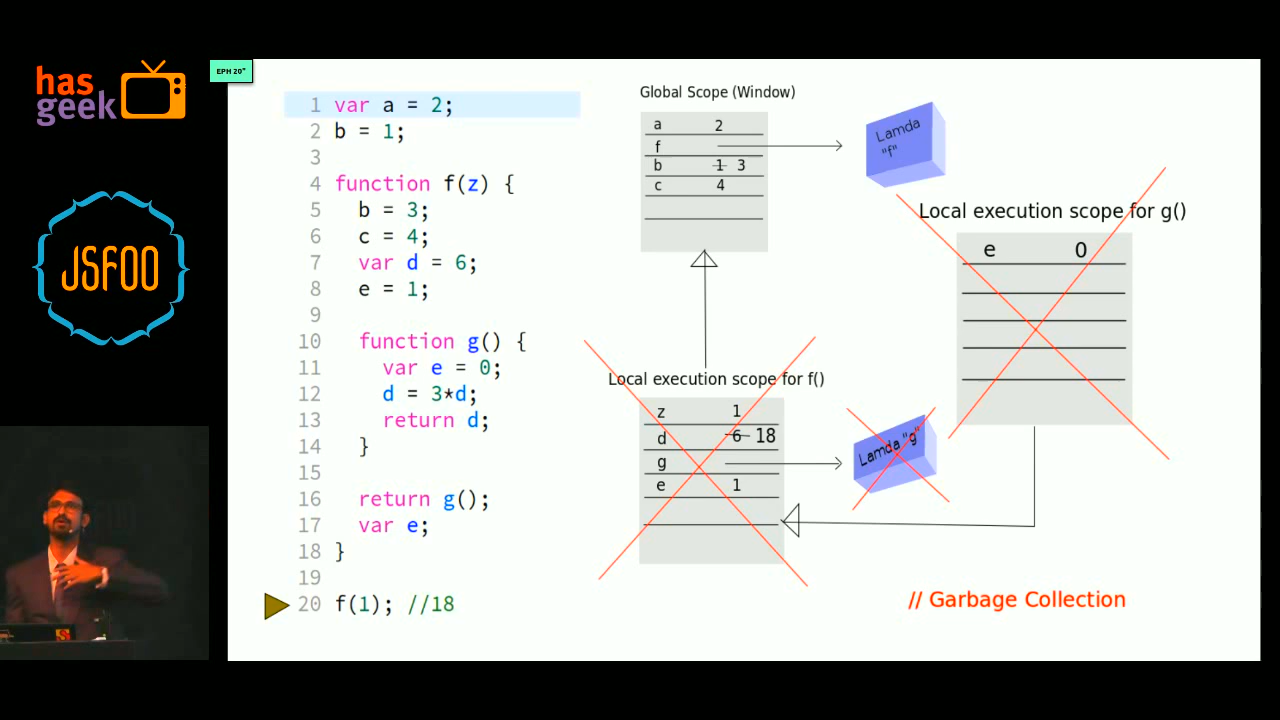 has
geek
EPH 20"
JSFOO
1 var a = 2;
2 b = 1;
3
4 function f(z) {
5 b = 3;
6 c = 4;
7 var d = 6;
8 e = 1;
9
10 function g() {
11 var e = 0;
12 d = 3*d;
13 return d;
14 }
15
16 return g();
17 var e;
18 }
19
20 f(1); //18
Global Scope (Window)
a 2
f
b 1 3
c 4
Lamda
"f"
Local execution scope for g()
e 0
Local execution scope for f()
z 1
d 6 18
g
e 1
Lamda "g"
// Garbage Collection